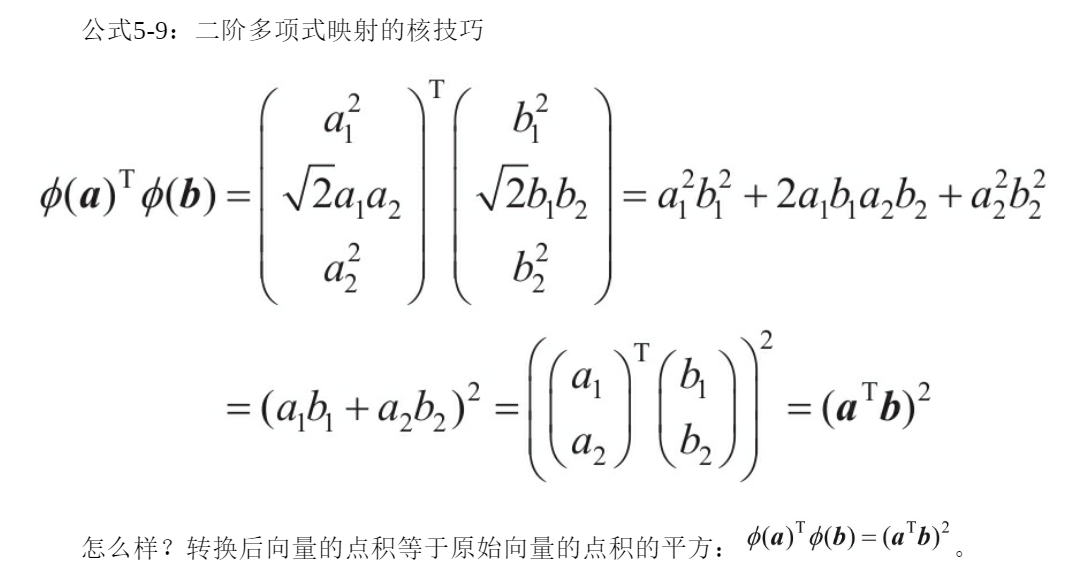 公式5-9：二阶多项式映射的核技巧
$\phi(\boldsymbol{a})^{\mathrm{T}}\phi(\boldsymbol{b}) = \begin{pmatrix} a_1^2 \\ \sqrt{2}a_1a_2 \\ a_2^2 \end{pmatrix}^{\mathrm{T}} \begin{pmatrix} b_1^2 \\ \sqrt{2}b_1b_2 \\ b_2^2 \end{pmatrix} = a_1^2b_1^2 + 2a_1b_1a_2b_2 + a_2^2b_2^2$
$= (a_1b_1 + a_2b_2)^2 = \left( \begin{pmatrix} a_1 \\ a_2 \end{pmatrix}^{\mathrm{T}} \begin{pmatrix} b_1 \\ b_2 \end{pmatrix} \right)^2 = (\boldsymbol{a}^{\mathrm{T}}\boldsymbol{b})^2$
怎么样？转换后向量的点积等于原始向量的点积的平方：$\phi(\boldsymbol{a})^{\mathrm{T}}\phi(\boldsymbol{b}) = (\boldsymbol{a}^{\mathrm{T}}\boldsymbol{b})^2$。